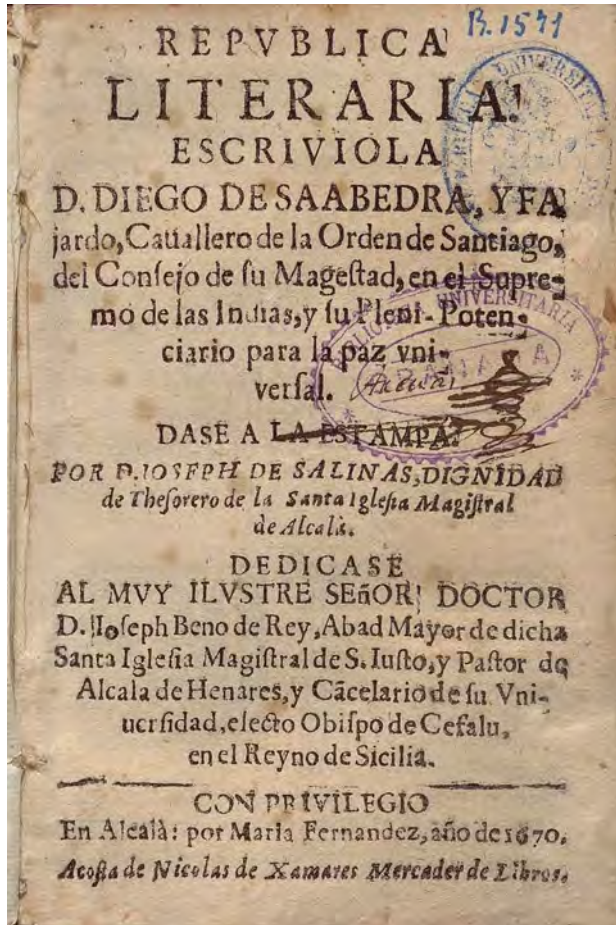 B.1571
REPVBLICA
LITERARIA.
ESCRIVIOLA
D. DIEGO DE SAABEDRA, Y FA
jardo, Cauallero de la Orden de Santiago,
del Conſejo de ſu Mageſtad, en el Supre-
mo de las Indias, y ſu Pleni-Poten-
ciario para la paz vni-
verſal.
BIBLIOTECA UNIVERSITARIA
GRANADA
DASE A LA ESTAMPA.
POR D. IOSEPH DE SALINAS, DIGNIDAD
de Theſorero de la Santa Igleſia Magiſtral
de Alcalà.
DEDICASE
AL MVY ILVSTRE SEñOR DOCTOR
D. Ioſeph Beno de Rey, Abad Mayor de dicha
Santa Igleſia Magiſtral de S. Iuſto, y Paſtor de
Alcala de Henares, y Cãcelario de ſu Vni-
uerſidad, electo Obiſpo de Cefalu,
en el Reyno de Sicilia.
CON PRIVILEGIO
En Alcalà: por Maria Fernandez, año de 1670.
Acoſta de Nicolas de Xamares Mercader de Libros.